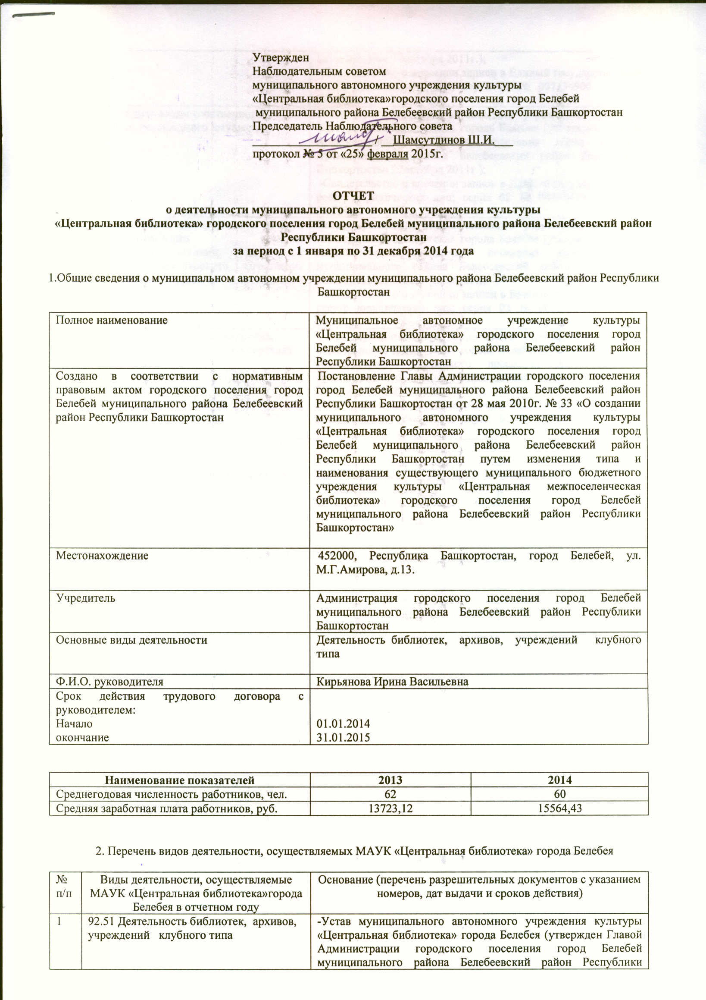 Утвержден
Наблюдательным советом
муниципального автономного учреждения культуры
«Центральная библиотека»городского поселения город Белебей
муниципального района Белебеевский район Республики Башкортостан
Председатель Наблюдательного совета
/ Шамсутдинов Ш.И.
протокол № 5 от «25» февраля 2015г.
ОТЧЕТ
о деятельности муниципального автономного учреждения культуры
«Центральная библиотека» городского поселения город Белебей муниципального района Белебеевский район
Республики Башкортостан
за период с 1 января по 31 декабря 2014 года
1.Общие сведения о муниципальном автономном учреждении муниципального района Белебеевский район Республики
Башкортостан
Полное наименование
Муниципальное автономное учреждение культуры
«Центральная библиотека» городского поселения город
Белебей муниципального района Белебеевский район
Республики Башкортостан
Создано в соответствии с нормативным
правовым актом городского поселения город
Белебей муниципального района Белебеевский
район Республики Башкортостан
Постановление Главы Администрации городского поселения
город Белебей муниципального района Белебеевский район
Республики Башкортостан от 28 мая 2010г. № 33 «О создании
муниципального автономного учреждения культуры
«Центральная библиотека» городского поселения город
Белебей муниципального района Белебеевский район
Республики Башкортостан путем изменения типа и
наименования существующего муниципального бюджетного
учреждения культуры «Центральная межпоселенческая
библиотека» городского поселения город Белебей
муниципального района Белебеевский район Республики
Башкортостан»
Местонахождение
452000, Республика Башкортостан, город Белебей, ул.
М.Г.Амирова, д.13.
Учредитель
Администрация городского поселения город Белебей
муниципального района Белебеевский район Республики
Башкортостан
Основные виды деятельности
Деятельность библиотек, архивов, учреждений клубного
типа
Ф.И.О. руководителя
Кирьянова Ирина Васильевна
Срок действия трудового договора с
руководителем:
Начало
окончание
01.01.2014
31.01.2015
Наименование показателей 2013 2014
Среднегодовая численность работников, чел. 62 60
Средняя заработная плата работников, руб. 13723,12 15564,43
2. Перечень видов деятельности, осуществляемых МАУК «Центральная библиотека» города Белебея
№
п/п
Виды деятельности, осуществляемые
МАУК «Центральная библиотека»города
Белебея в отчетном году
Основание (перечень разрешительных документов с указанием
номеров, дат выдачи и сроков действия)
1
92.51 Деятельность библиотек, архивов,
учреждений клубного типа
-Устав муниципального автономного учреждения культуры
«Центральная библиотека» города Белебея (утвержден Главой
Администрации городского поселения город Белебей
муниципального района Белебеевский район Республики